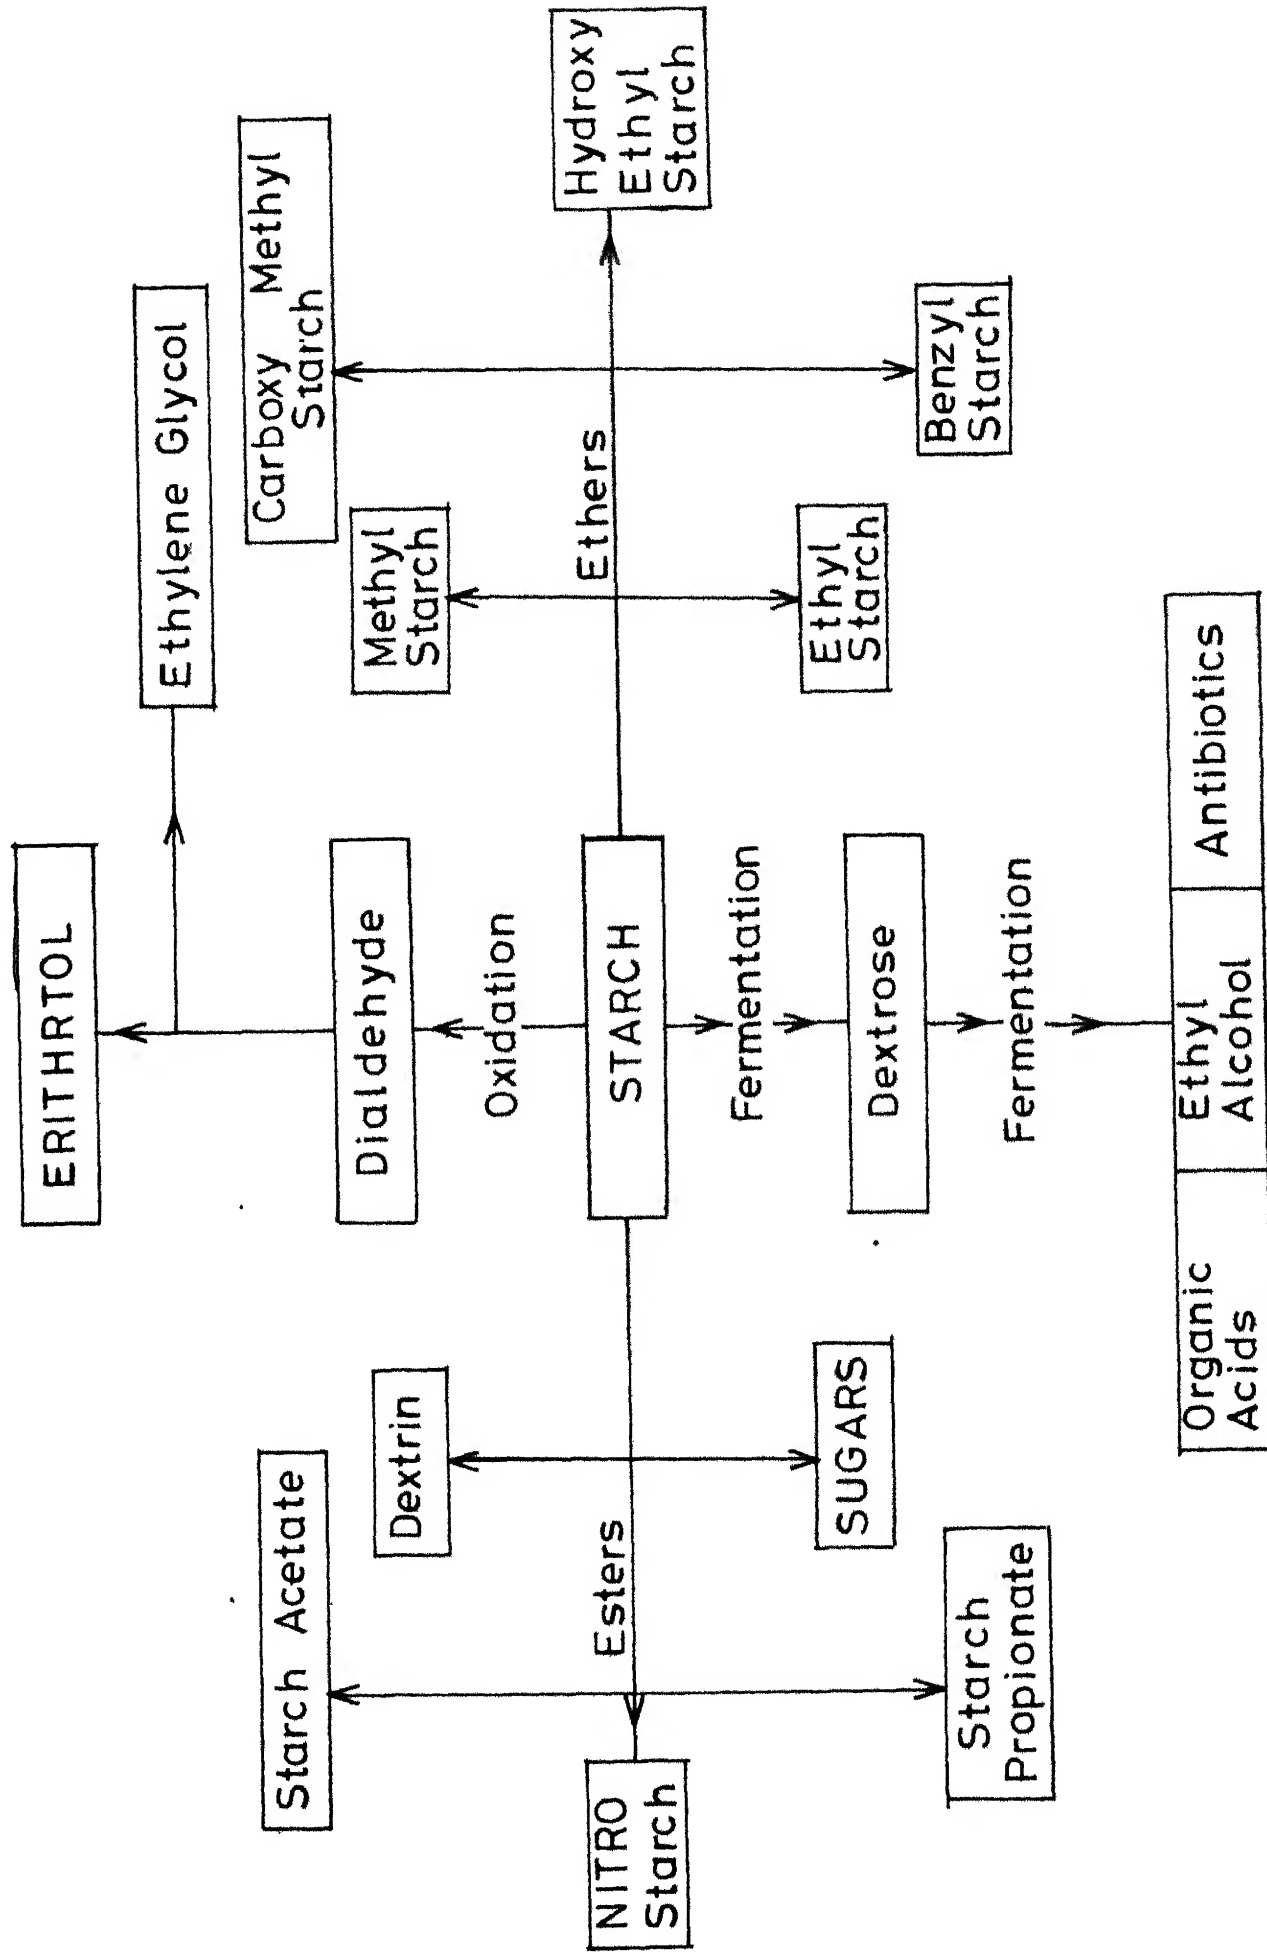 ERITHRTOL
Ethylene Glycol
Starch Acetate
Carboxy Methyl
Starch
Dextrin
Dialdehyde
Methyl
Starch
Oxidation
Esters
Ethers
NITRO
Starch
STARCH
Hydroxy
Ethyl
Starch
Fermentation
SUGARS
Dextrose
Ethyl
Starch
Starch
Propionate
Benzyl
Starch
Fermentation
Organic
Acids
Ethyl
Alcohol
Antibiotics